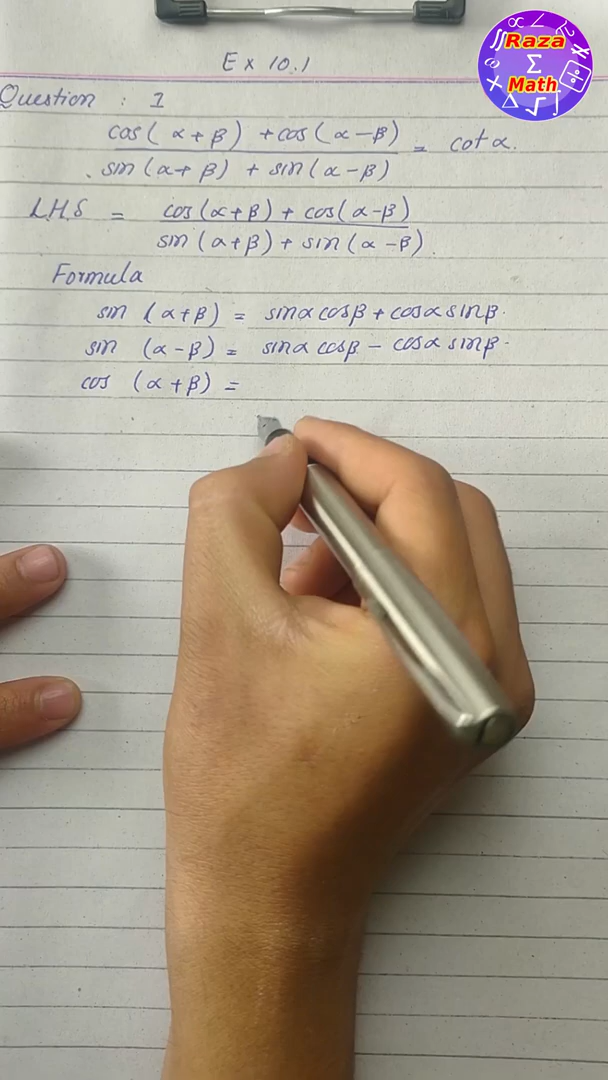 Raza
Σ
Math
Ex 10.1
Question : 1
cos(α+β) + cos(α-β) = cot α.
sin(α+β) + sin(α-β)
LHS = cos(α+β) + cos(α-β)
sin(α+β) + sin(α-β).
Formula
sin (α+β) = sinα cosβ + cosα sinβ.
sin (α-β) = sinα cosβ - cosα sinβ.
cos (α+β) =